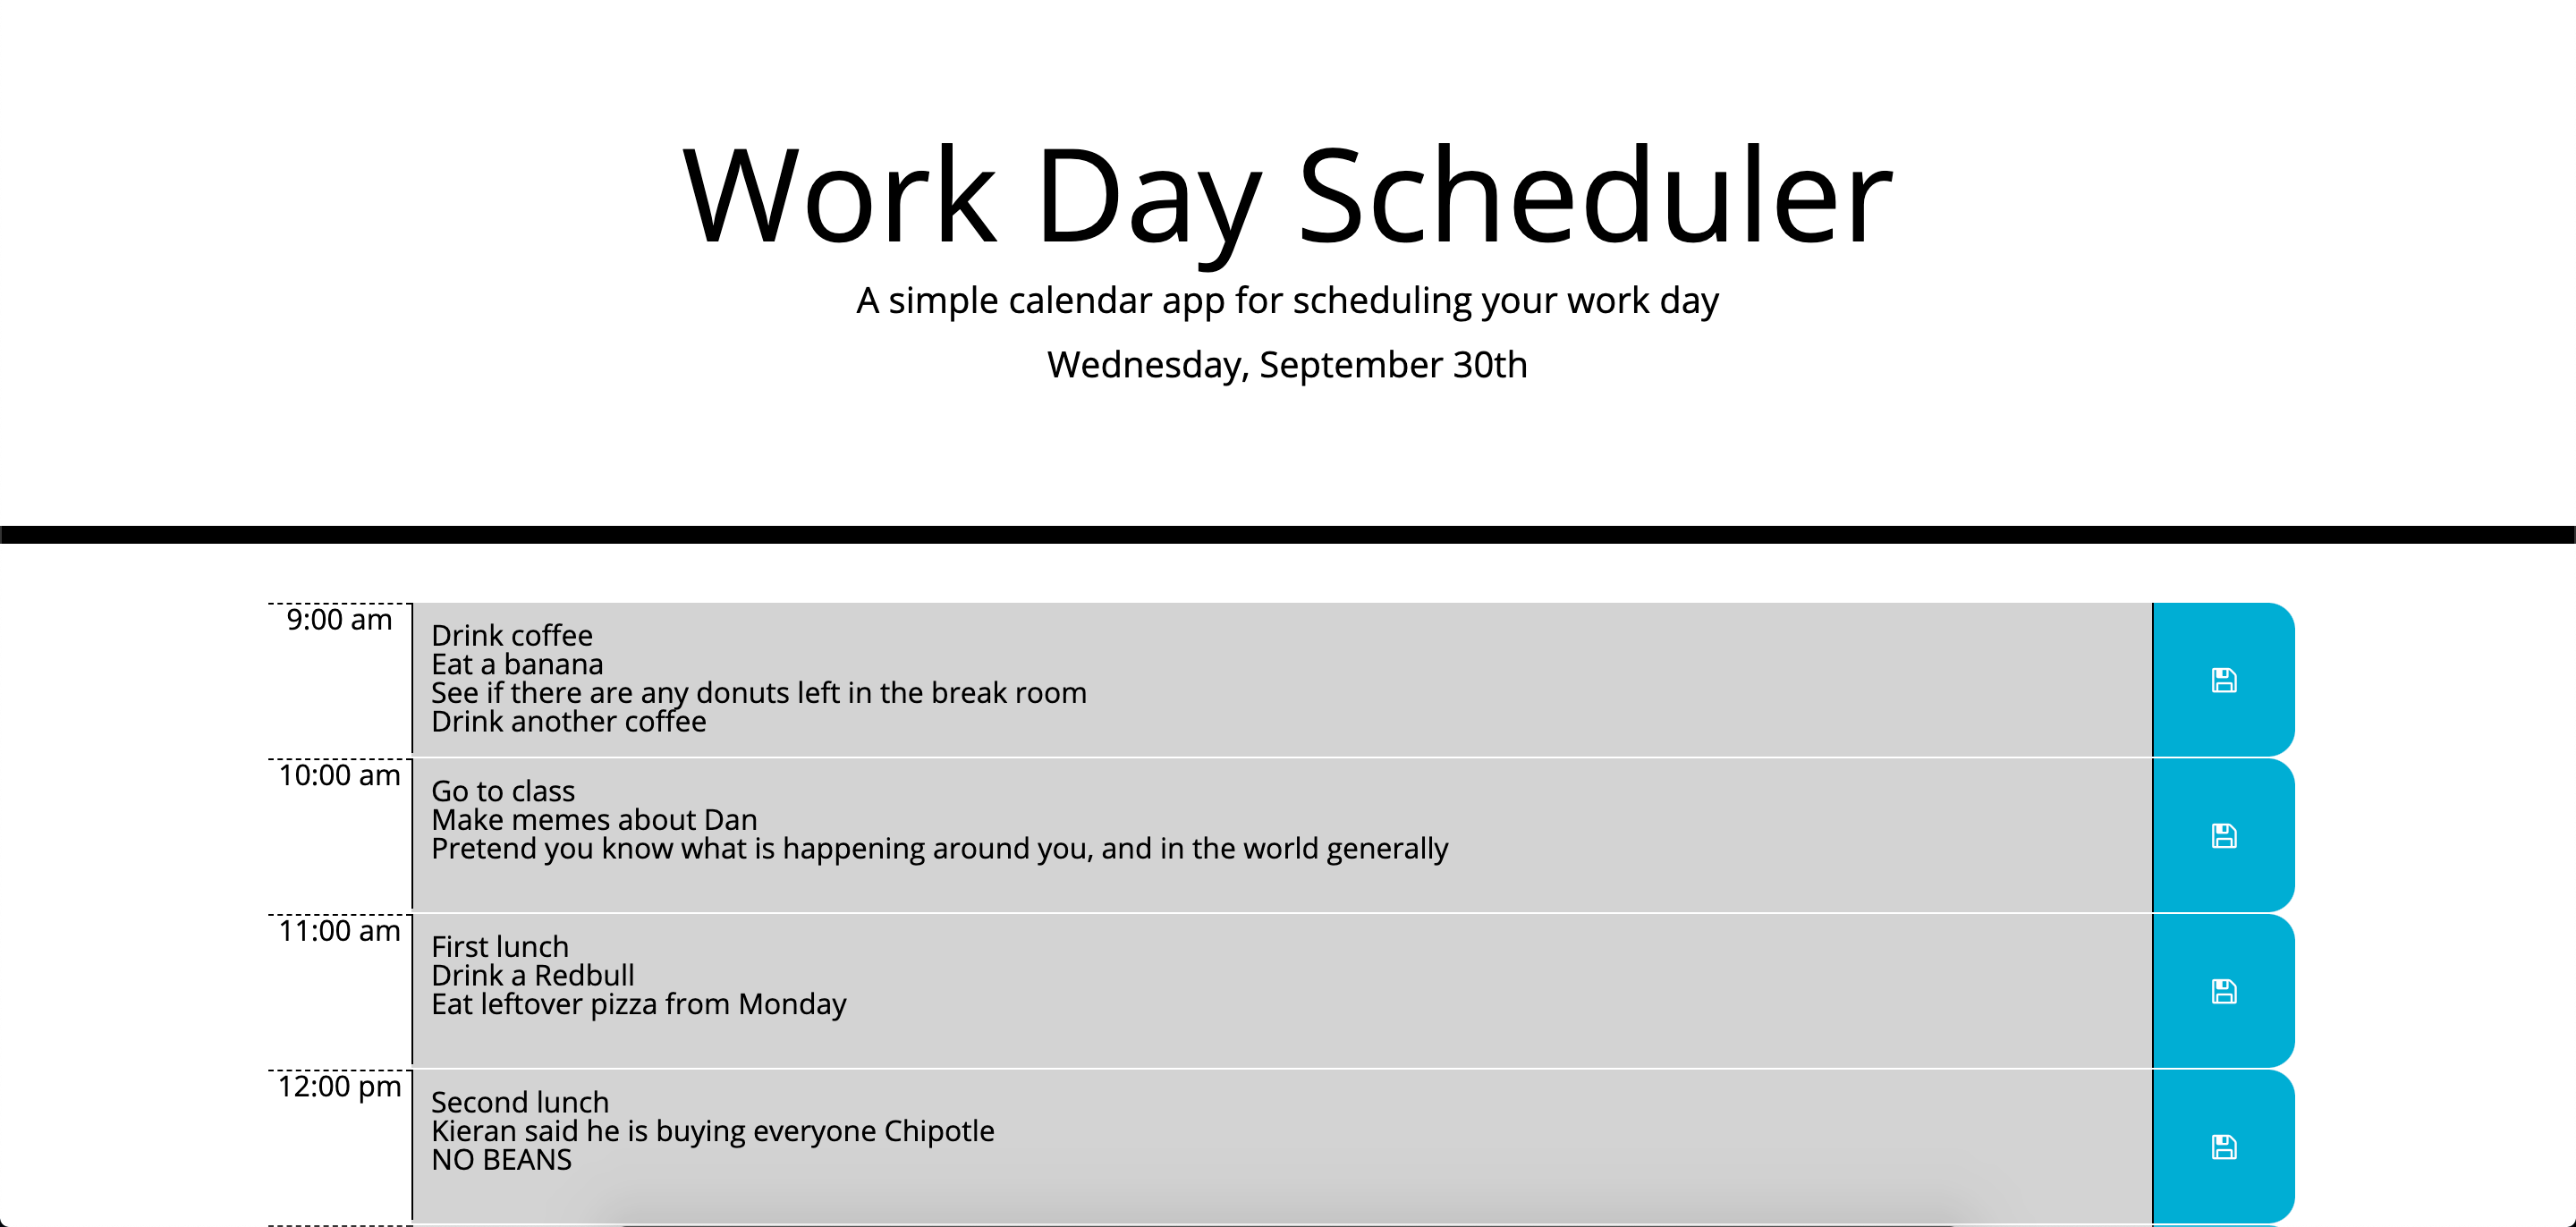 Work Day Scheduler
A simple calendar app for scheduling your work day
Wednesday, September 30th
9:00 am
Drink coffee
Eat a banana
See if there are any donuts left in the break room
Drink another coffee
10:00 am
Go to class
Make memes about Dan
Pretend you know what is happening around you, and in the world generally
11:00 am
First lunch
Drink a Redbull
Eat leftover pizza from Monday
12:00 pm
Second lunch
Kieran said he is buying everyone Chipotle
NO BEANS